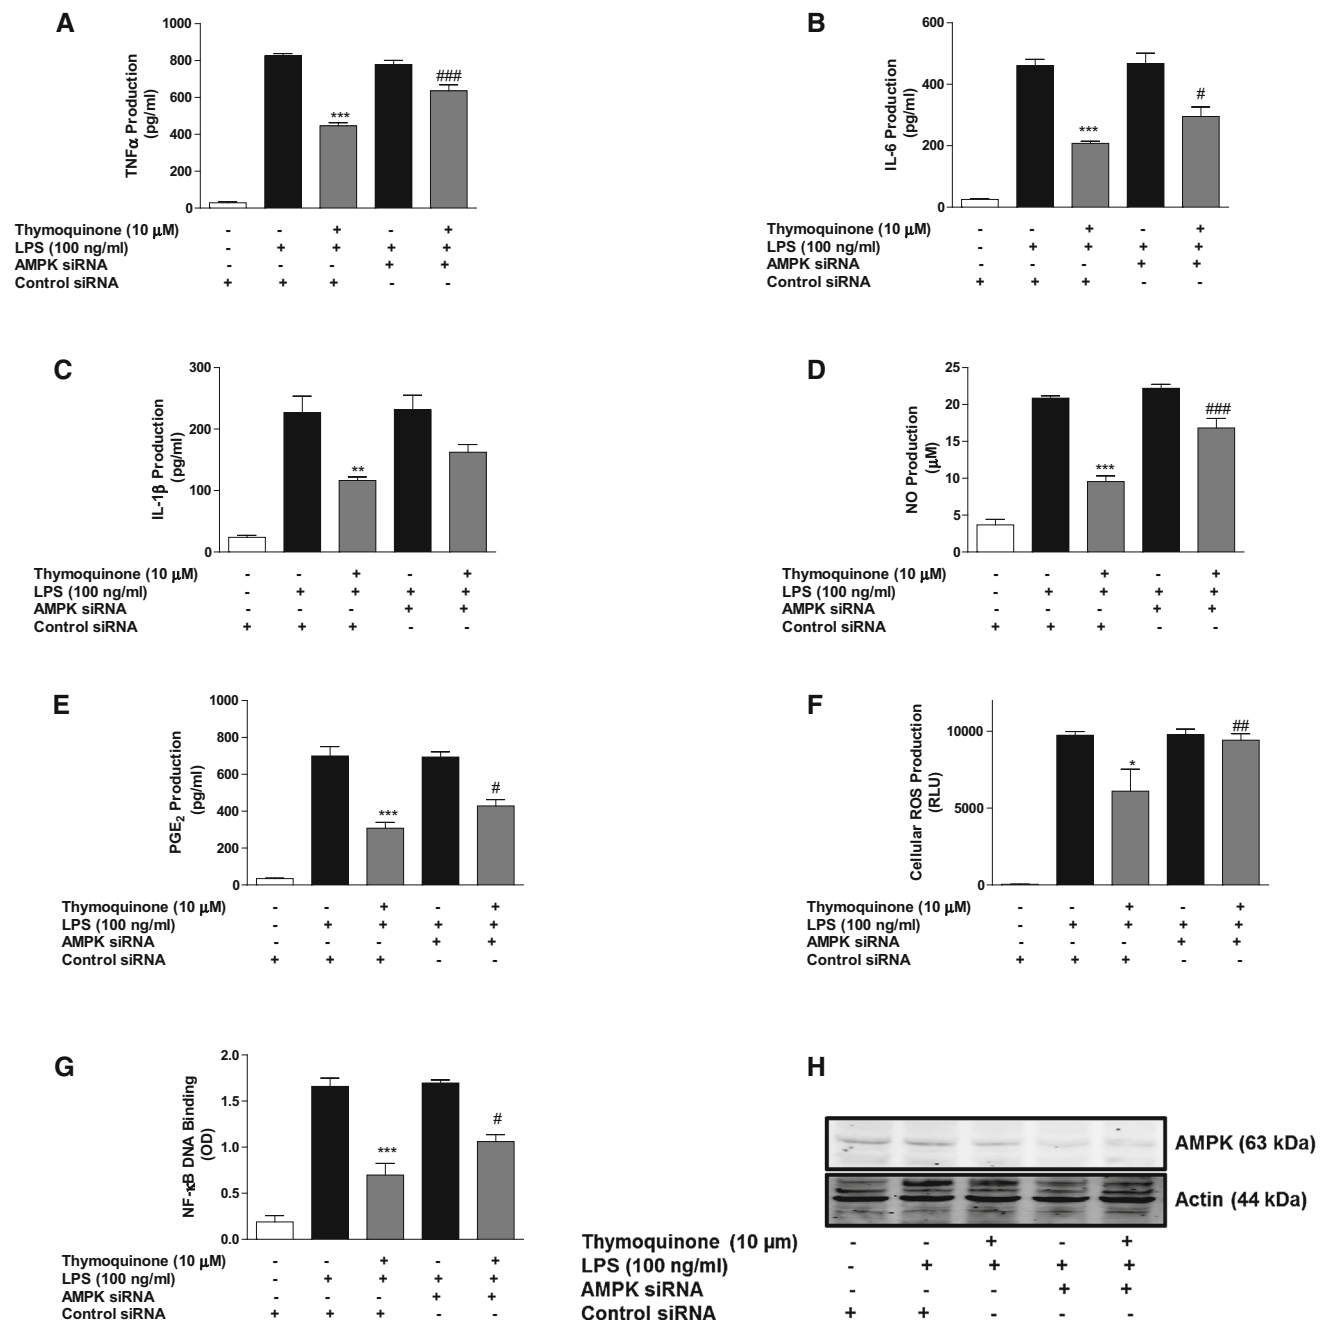 A
1000
800
600
400
200
0
TNFα Production
(pg/ml)
***
###
Thymoquinone (10 μM) - - + - +
LPS (100 ng/ml) - + + + +
AMPK siRNA - - - + +
Control siRNA + + + - -
B
600
400
200
0
IL-6 Production
(pg/ml)
***
#
Thymoquinone (10 μM) - - + - +
LPS (100 ng/ml) - + + + +
AMPK siRNA - - - + +
Control siRNA + + + - -
C
300
200
100
0
IL-1β Production
(pg/ml)
**
Thymoquinone (10 μM) - - + - +
LPS (100 ng/ml) - + + + +
AMPK siRNA - - - + +
Control siRNA + + + - -
D
25
20
15
10
5
0
NO Production
(μM)
***
###
Thymoquinone (10 μM) - - + - +
LPS (100 ng/ml) - + + + +
AMPK siRNA - - - + +
Control siRNA + + + - -
E
1000
800
600
400
200
0
PGE2 Production
(pg/ml)
***
#
Thymoquinone (10 μM) - - + - +
LPS (100 ng/ml) - + + + +
AMPK siRNA - - - + +
Control siRNA + + + - -
F
10000
5000
0
Cellular ROS Production
(RLU)
*
##
Thymoquinone (10 μM) - - + - +
LPS (100 ng/ml) - + + + +
AMPK siRNA - - - + +
Control siRNA + + + - -
G
2.0
1.5
1.0
0.5
0.0
NF-κB DNA Binding
(OD)
***
#
Thymoquinone (10 μM) - - + - +
LPS (100 ng/ml) - + + + +
AMPK siRNA - - - + +
Control siRNA + + + - -
H
AMPK (63 kDa)
Actin (44 kDa)
Thymoquinone (10 μm) - - + - +
LPS (100 ng/ml) - + + + +
AMPK siRNA - - - + +
Control siRNA + + - - -